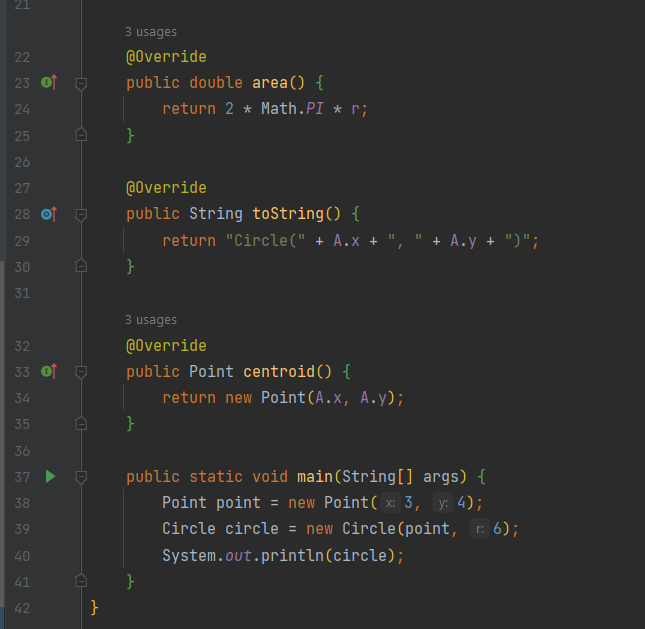 21
3 usages
22 @Override
23 public double area() {
24 return 2 * Math.PI * r;
25 }
26
27 @Override
28 public String toString() {
29 return "Circle(" + A.x + ", " + A.y + ")";
30 }
31
3 usages
32 @Override
33 public Point centroid() {
34 return new Point(A.x, A.y);
35 }
36
37 public static void main(String[] args) {
38 Point point = new Point( x: 3, y: 4);
39 Circle circle = new Circle(point, r: 6);
40 System.out.println(circle);
41 }
42 }